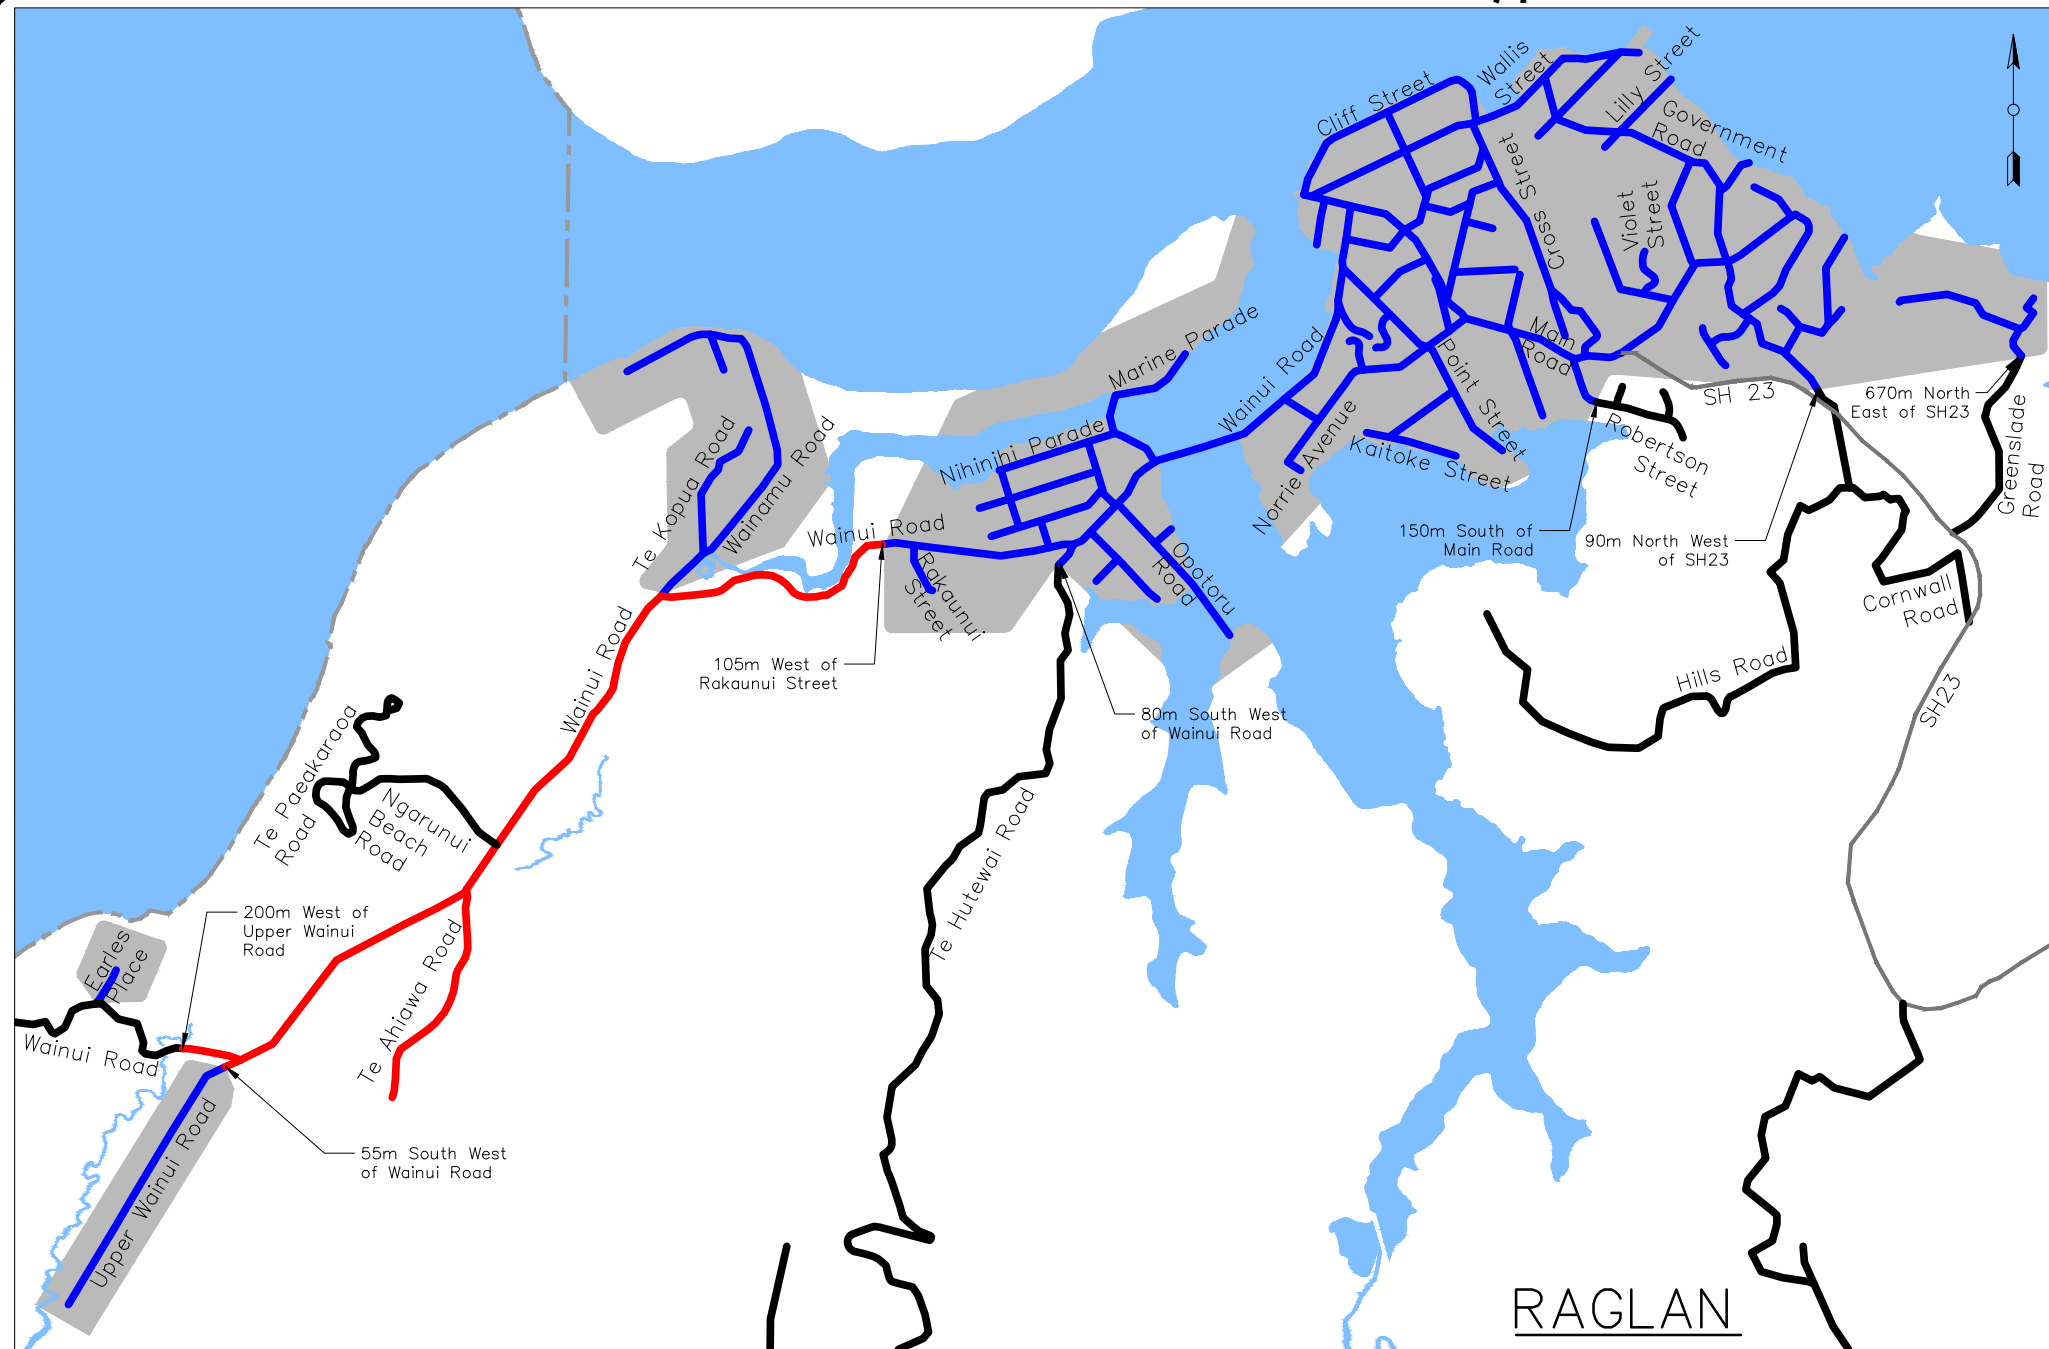 Wallis
Street
Cliff Street
Lilly Street
Government
Road
Cross Street
Violet
Street
Marine Parade
Wainui Road
Main
Road
Point Street
SH 23
670m North
East of SH23
Greenslade
Road
Robertson
Street
Norrie Avenue
Kaitoke Street
Nihinihi Parade
Te Kopua Road
Wainamu Road
Wainui Road
Rakaunui
Street
Opotoru
Road
150m South of
Main Road
90m North West
of SH23
Cornwall
Road
Hills Road
SH23
105m West of
Rakaunui Street
80m South West
of Wainui Road
Wainui Road
Te Paeakaraoa
Road
Ngarunui
Beach
Road
Te Hutewai Road
200m West of
Upper Wainui
Road
Earles
Place
Te Ahiawa Road
Wainui Road
55m South West
of Wainui Road
Upper Wainui Road
RAGLAN